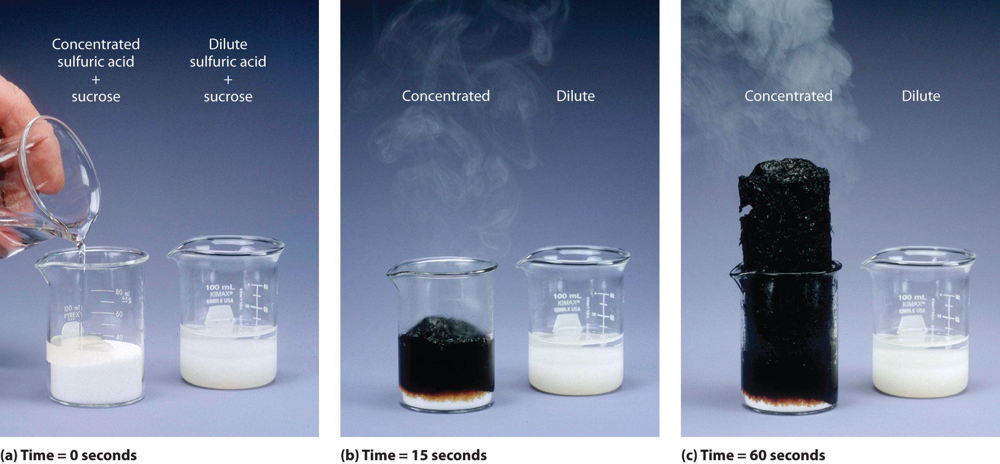 Concentrated
sulfuric acid
+
sucrose
Dilute
sulfuric acid
+
sucrose
80 ml
±5%
60
40
100 ml
PYREX
100 mL
KIMAX®
KIMBLE USA
VOLUMES
80
60
(a) Time = 0 seconds
Concentrated
Dilute
100 mL
KIMAX®
KIMBLE USA
VOLUMES
80
60
(b) Time = 15 seconds
Concentrated
Dilute
100 mL
KIMAX®
KIMBLE USA
VOLUMES
80
60
(c) Time = 60 seconds